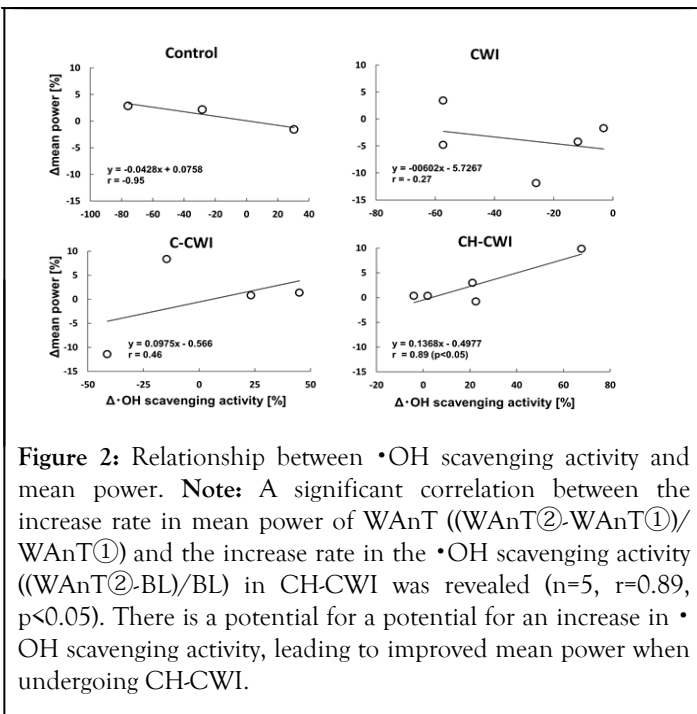 Control
CWI
Δmean power [%]
10
5
0
-5
-10
-15
y = -0.0428x + 0.0758
r = -0.95
-100 -80 -60 -40 -20 0 20 40
10
5
0
-5
-10
-15
y = -00602x - 5.7267
r = - 0.27
-80 -60 -40 -20 0
C-CWI
CH-CWI
Δmean power [%]
10
5
0
-5
-10
-15
y = 0.0975x - 0.566
r = 0.46
-50 0 50
Δ・OH scavenging activity [%]
10
5
0
-5
-10
-15
y = 0.1368x - 0.4977
r = 0.89 (p<0.05)
-20 0 20 40 60 80
Δ・OH scavenging activity [%]
Figure 2: Relationship between •OH scavenging activity and
mean power. Note: A significant correlation between the
increase rate in mean power of WAnT ((WAnT②-WAnT①)/
WAnT①) and the increase rate in the •OH scavenging activity
((WAnT②-BL)/BL) in CH-CWI was revealed (n=5, r=0.89,
p<0.05). There is a potential for a potential for an increase in •
OH scavenging activity, leading to improved mean power when
undergoing CH-CWI.